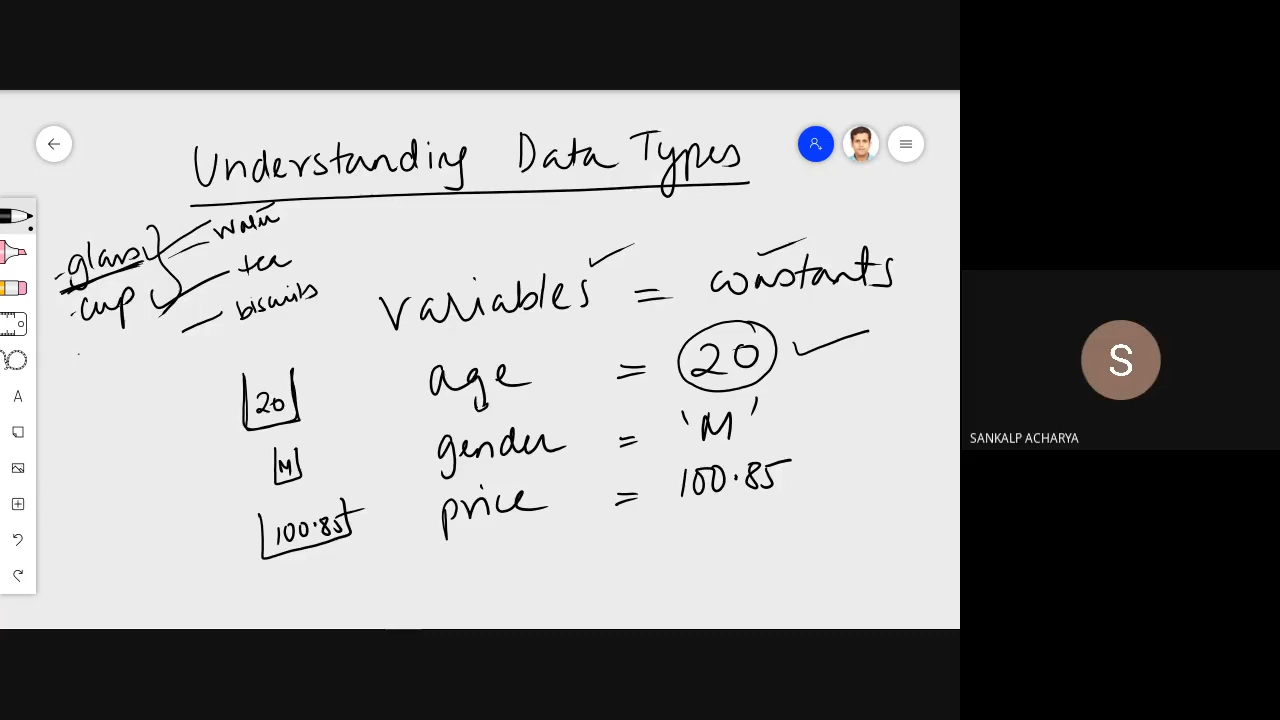 Understanding Data Types
- glass
water
- cup
tea
biscuits
variables = constants
20
age = 20
M
gender = 'M'
100.85
price = 100.85
A
S
SANKALP ACHARYA